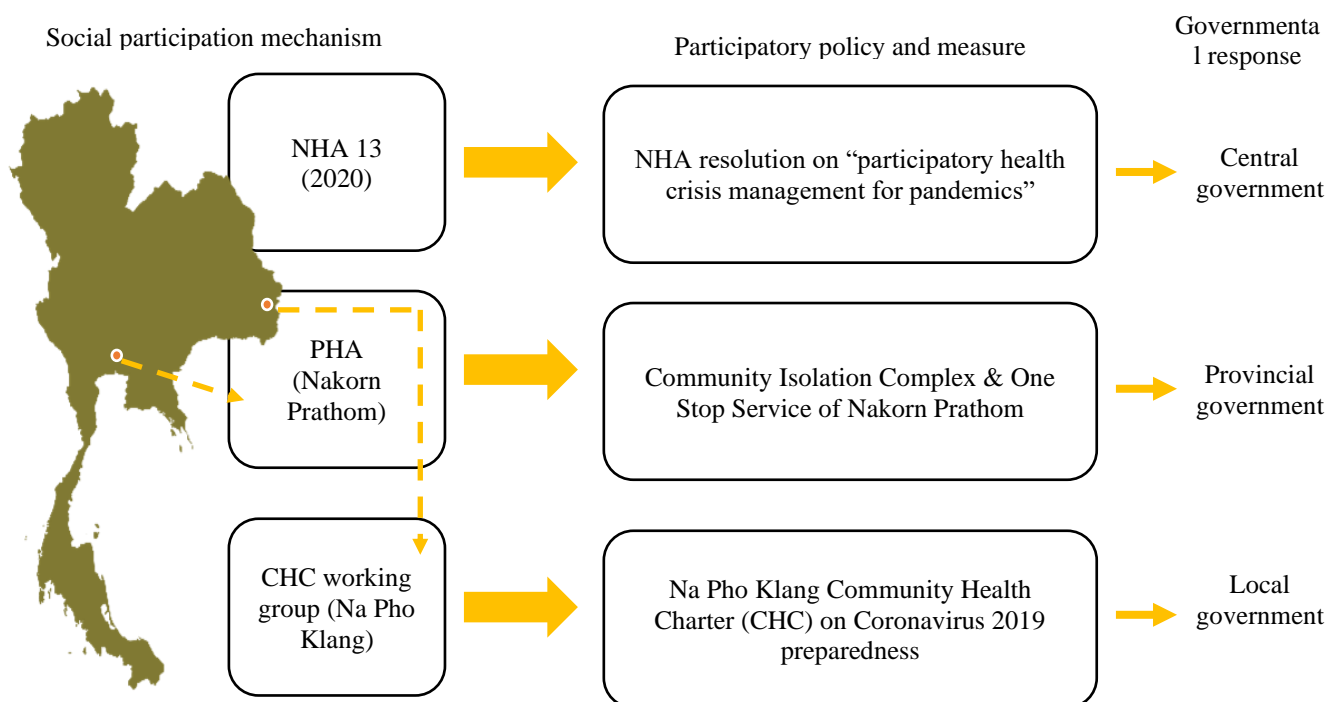 Social participation mechanism
Participatory policy and measure
Governmenta
l response
NHA 13
(2020)
NHA resolution on “participatory health
crisis management for pandemics”
Central
government
PHA
(Nakorn
Prathom)
Community Isolation Complex & One
Stop Service of Nakorn Prathom
Provincial
government
CHC working
group (Na Pho
Klang)
Na Pho Klang Community Health
Charter (CHC) on Coronavirus 2019
preparedness
Local
government